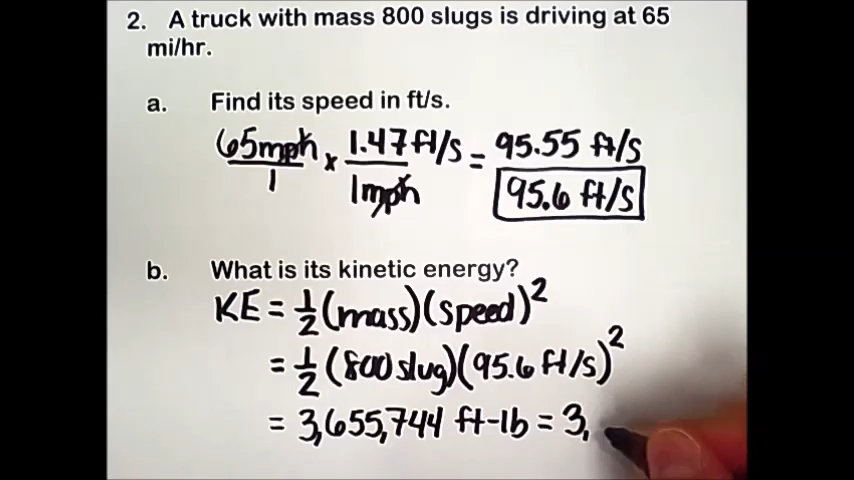 2. A truck with mass 800 slugs is driving at 65
mi/hr.
a. Find its speed in ft/s.
65mph/1 x 1.47ft/s/1mph = 95.55 ft/s
95.6 ft/s
b. What is its kinetic energy?
KE = 1/2 (mass)(speed)²
= 1/2 (800 slug)(95.6 ft/s)²
= 3,655,744 ft-lb = 3,